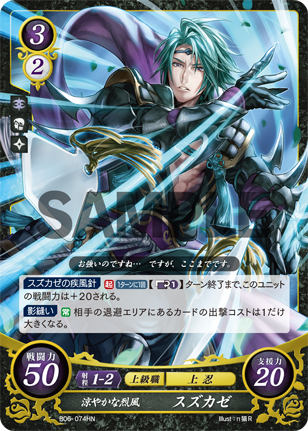 3
2
SAMPLE
お強いのですね… ですが、ここまでです。
スズカゼの疾風針 起 1ターンに1回 【1】ターン終了まで、このユニット
の戦闘力は+20される。
影縫い 常 相手の退避エリアにあるカードの出撃コストは1だけ
大きくなる。
戦闘力
50
射程 1-2 上級職 上忍
支援力
20
涼やかな烈風 スズカゼ
B06-074HN
Illust:n猫R